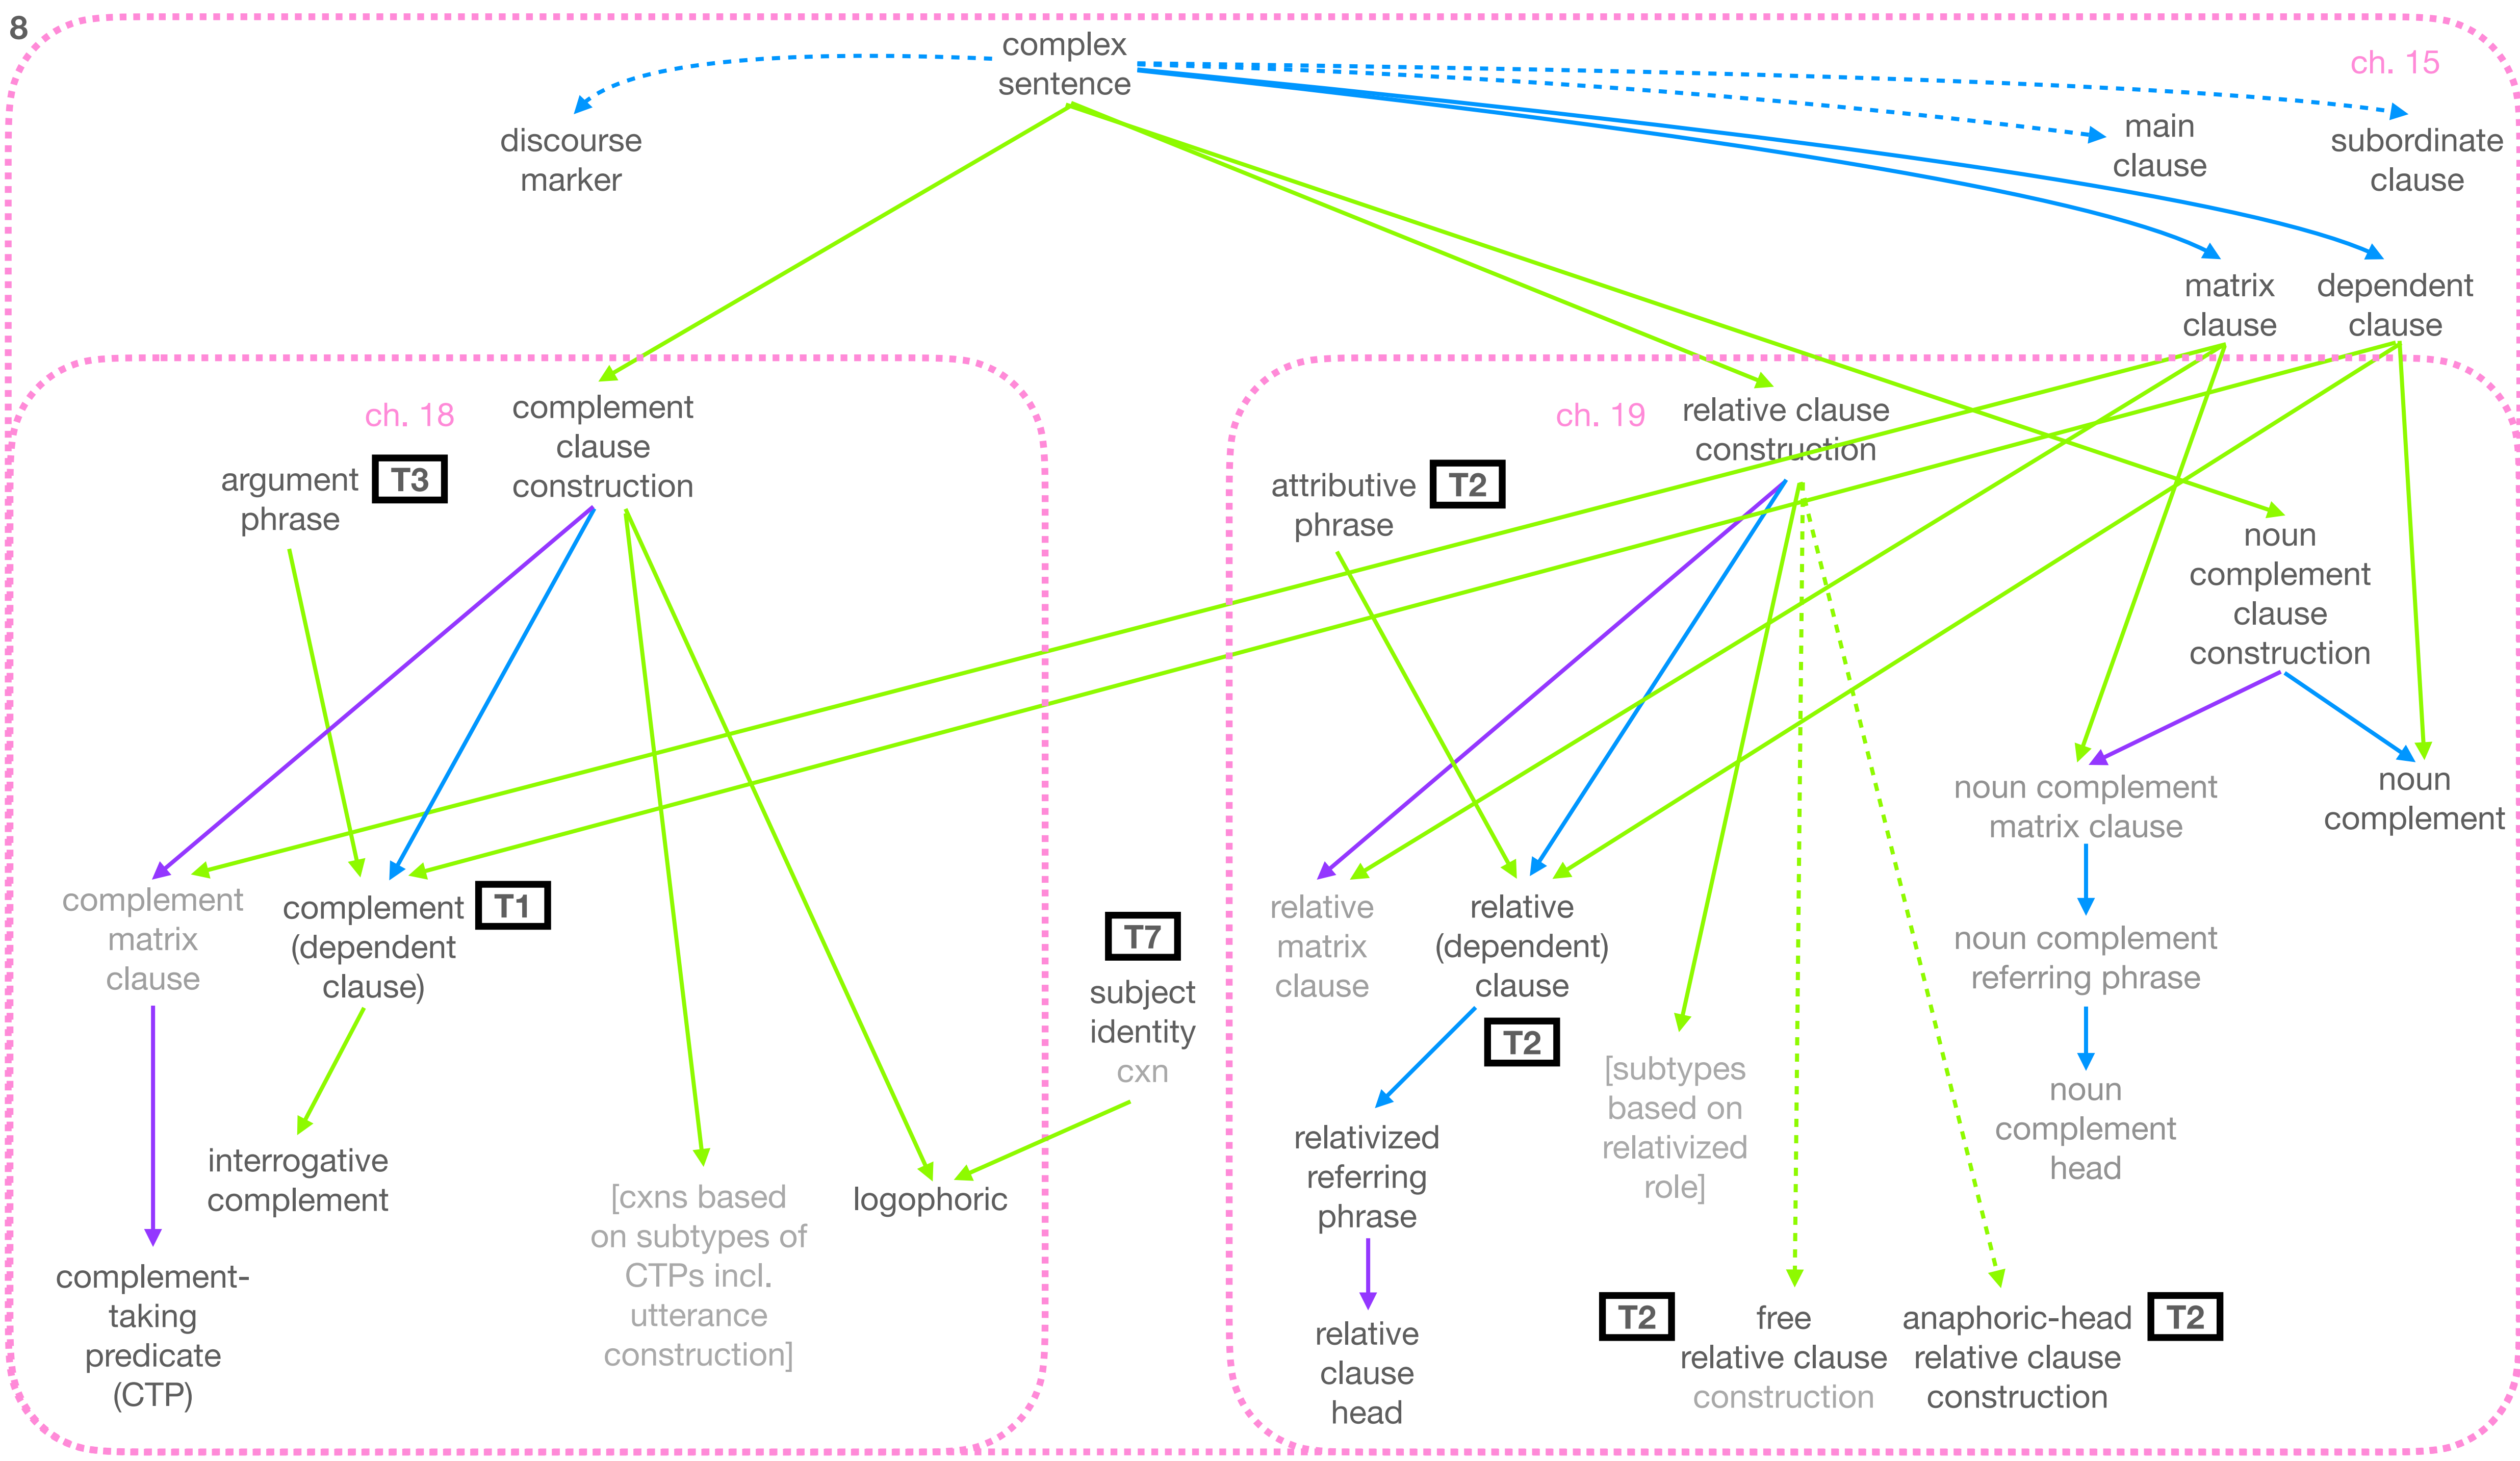 8
complex
sentence
ch. 15
discourse
marker
main
clause
subordinate
clause
matrix
clause
dependent
clause
ch. 18
complement
clause
construction
argument
phrase
T3
ch. 19
relative clause
construction
attributive
phrase
T2
noun
complement
clause
construction
noun complement
matrix clause
noun
complement
complement
matrix
clause
complement
(dependent
clause)
T1
T7
subject
identity
cxn
relative
matrix
clause
relative
(dependent)
clause
T2
noun complement
referring phrase
[subtypes
based on
relativized
role]
noun
complement
head
interrogative
complement
[cxns based
on subtypes of
CTPs incl.
utterance
construction]
logophoric
relativized
referring
phrase
complement-
taking
predicate
(CTP)
relative
clause
head
T2
free
relative clause
construction
anaphoric-head
relative clause
construction
T2